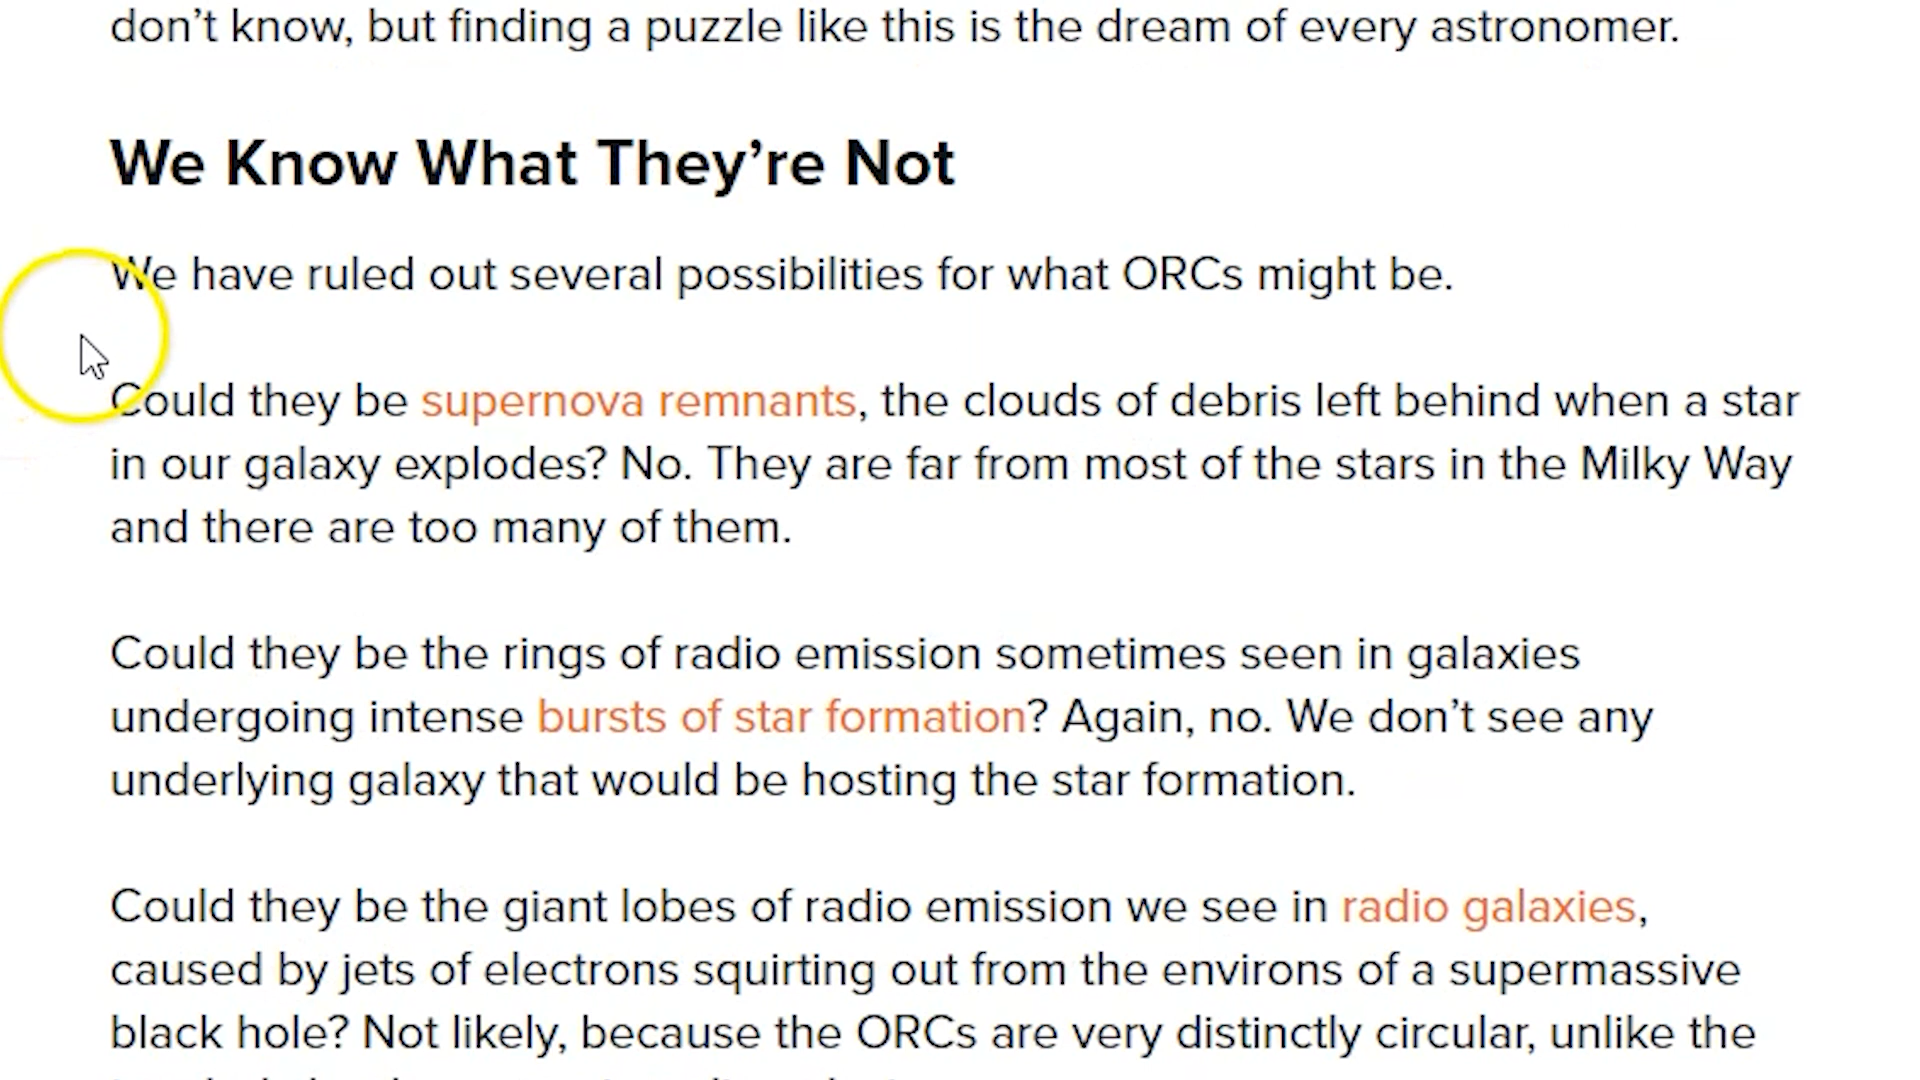 don’t know, but finding a puzzle like this is the dream of every astronomer.
We Know What They’re Not
We have ruled out several possibilities for what ORCs might be.
Could they be supernova remnants, the clouds of debris left behind when a star
in our galaxy explodes? No. They are far from most of the stars in the Milky Way
and there are too many of them.
Could they be the rings of radio emission sometimes seen in galaxies
undergoing intense bursts of star formation? Again, no. We don’t see any
underlying galaxy that would be hosting the star formation.
Could they be the giant lobes of radio emission we see in radio galaxies,
caused by jets of electrons squirting out from the environs of a supermassive
black hole? Not likely, because the ORCs are very distinctly circular, unlike the